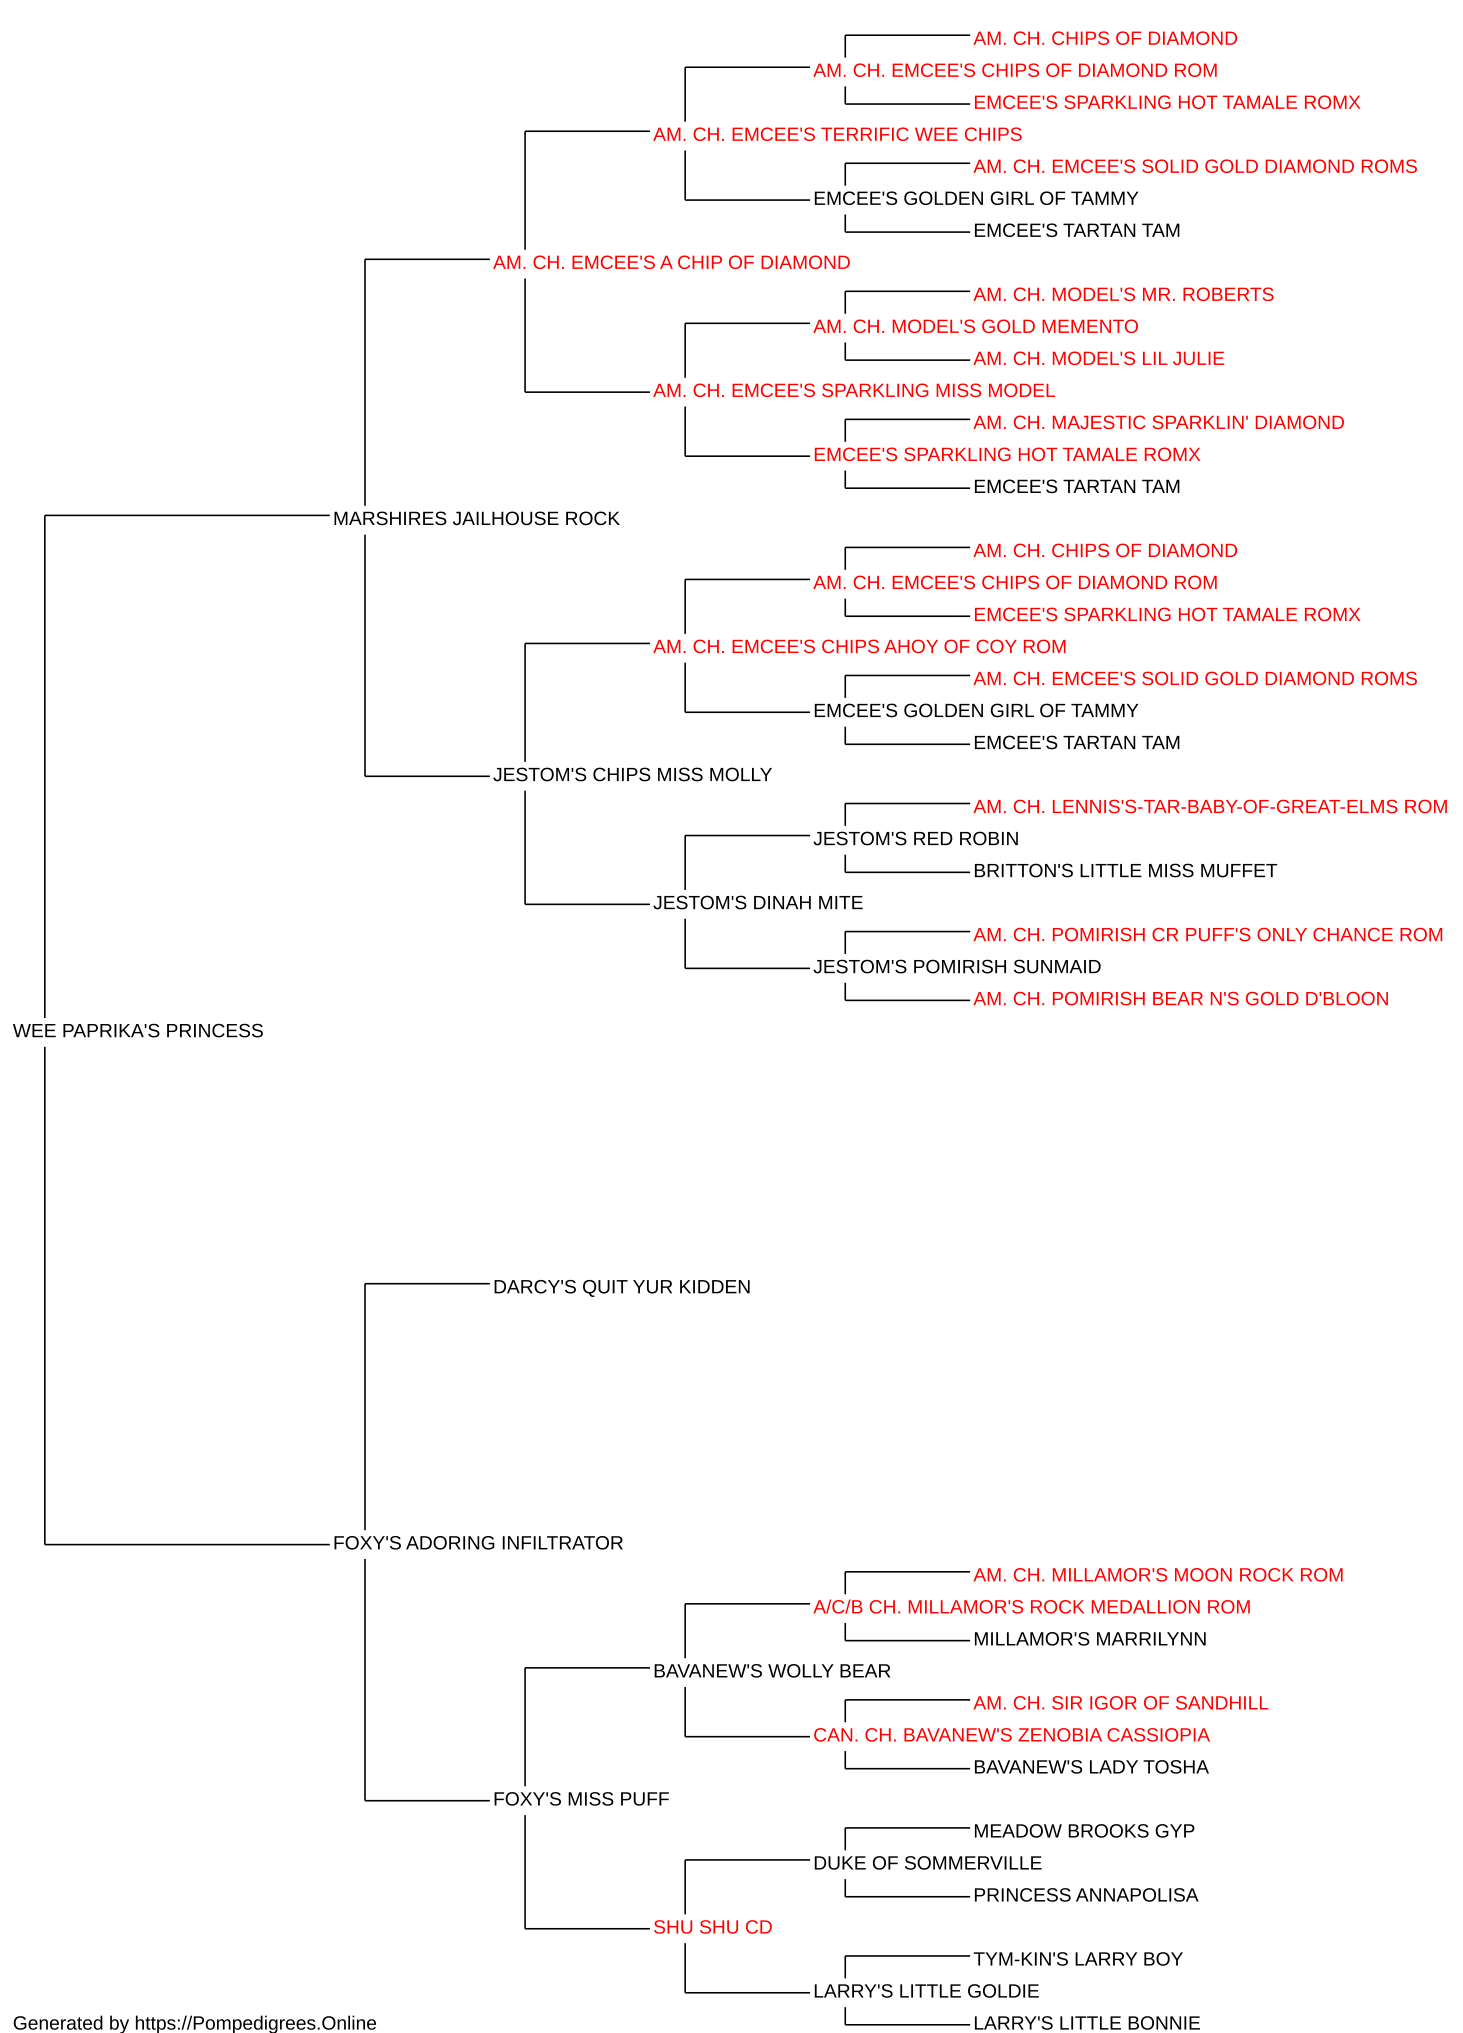 AM. CH. CHIPS OF DIAMOND
AM. CH. EMCEE'S CHIPS OF DIAMOND ROM
EMCEE'S SPARKLING HOT TAMALE ROMX
AM. CH. EMCEE'S TERRIFIC WEE CHIPS
AM. CH. EMCEE'S SOLID GOLD DIAMOND ROMS
EMCEE'S GOLDEN GIRL OF TAMMY
EMCEE'S TARTAN TAM
AM. CH. EMCEE'S A CHIP OF DIAMOND
AM. CH. MODEL'S MR. ROBERTS
AM. CH. MODEL'S GOLD MEMENTO
AM. CH. MODEL'S LIL JULIE
AM. CH. EMCEE'S SPARKLING MISS MODEL
AM. CH. MAJESTIC SPARKLIN' DIAMOND
EMCEE'S SPARKLING HOT TAMALE ROMX
EMCEE'S TARTAN TAM
MARSHIRES JAILHOUSE ROCK
AM. CH. CHIPS OF DIAMOND
AM. CH. EMCEE'S CHIPS OF DIAMOND ROM
EMCEE'S SPARKLING HOT TAMALE ROMX
AM. CH. EMCEE'S CHIPS AHOY OF COY ROM
AM. CH. EMCEE'S SOLID GOLD DIAMOND ROMS
EMCEE'S GOLDEN GIRL OF TAMMY
EMCEE'S TARTAN TAM
JESTOM'S CHIPS MISS MOLLY
AM. CH. LENNIS'S-TAR-BABY-OF-GREAT-ELMS ROM
JESTOM'S RED ROBIN
BRITTON'S LITTLE MISS MUFFET
JESTOM'S DINAH MITE
AM. CH. POMIRISH CR PUFF'S ONLY CHANCE ROM
JESTOM'S POMIRISH SUNMAID
AM. CH. POMIRISH BEAR N'S GOLD D'BLOON
WEE PAPRIKA'S PRINCESS
DARCY'S QUIT YUR KIDDEN
FOXY'S ADORING INFILTRATOR
AM. CH. MILLAMOR'S MOON ROCK ROM
A/C/B CH. MILLAMOR'S ROCK MEDALLION ROM
MILLAMOR'S MARRILYNN
BAVANEW'S WOLLY BEAR
AM. CH. SIR IGOR OF SANDHILL
CAN. CH. BAVANEW'S ZENOBIA CASSIOPIA
BAVANEW'S LADY TOSHA
FOXY'S MISS PUFF
MEADOW BROOKS GYP
DUKE OF SOMMERVILLE
PRINCESS ANNAPOLISA
SHU SHU CD
TYM-KIN'S LARRY BOY
LARRY'S LITTLE GOLDIE
LARRY'S LITTLE BONNIE
Generated by https://Pompedigrees.Online